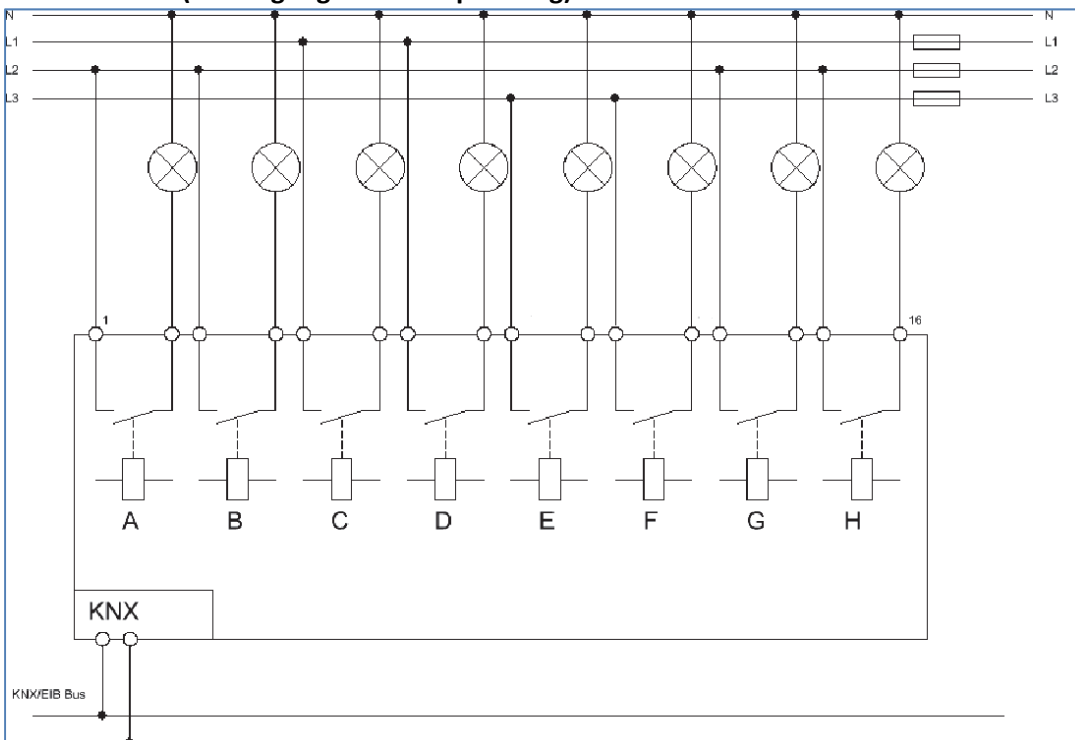 N N
L1 L1
L2 L2
L3 L3
1 16
A B C D E F G H
KNX
KNX/EIB Bus